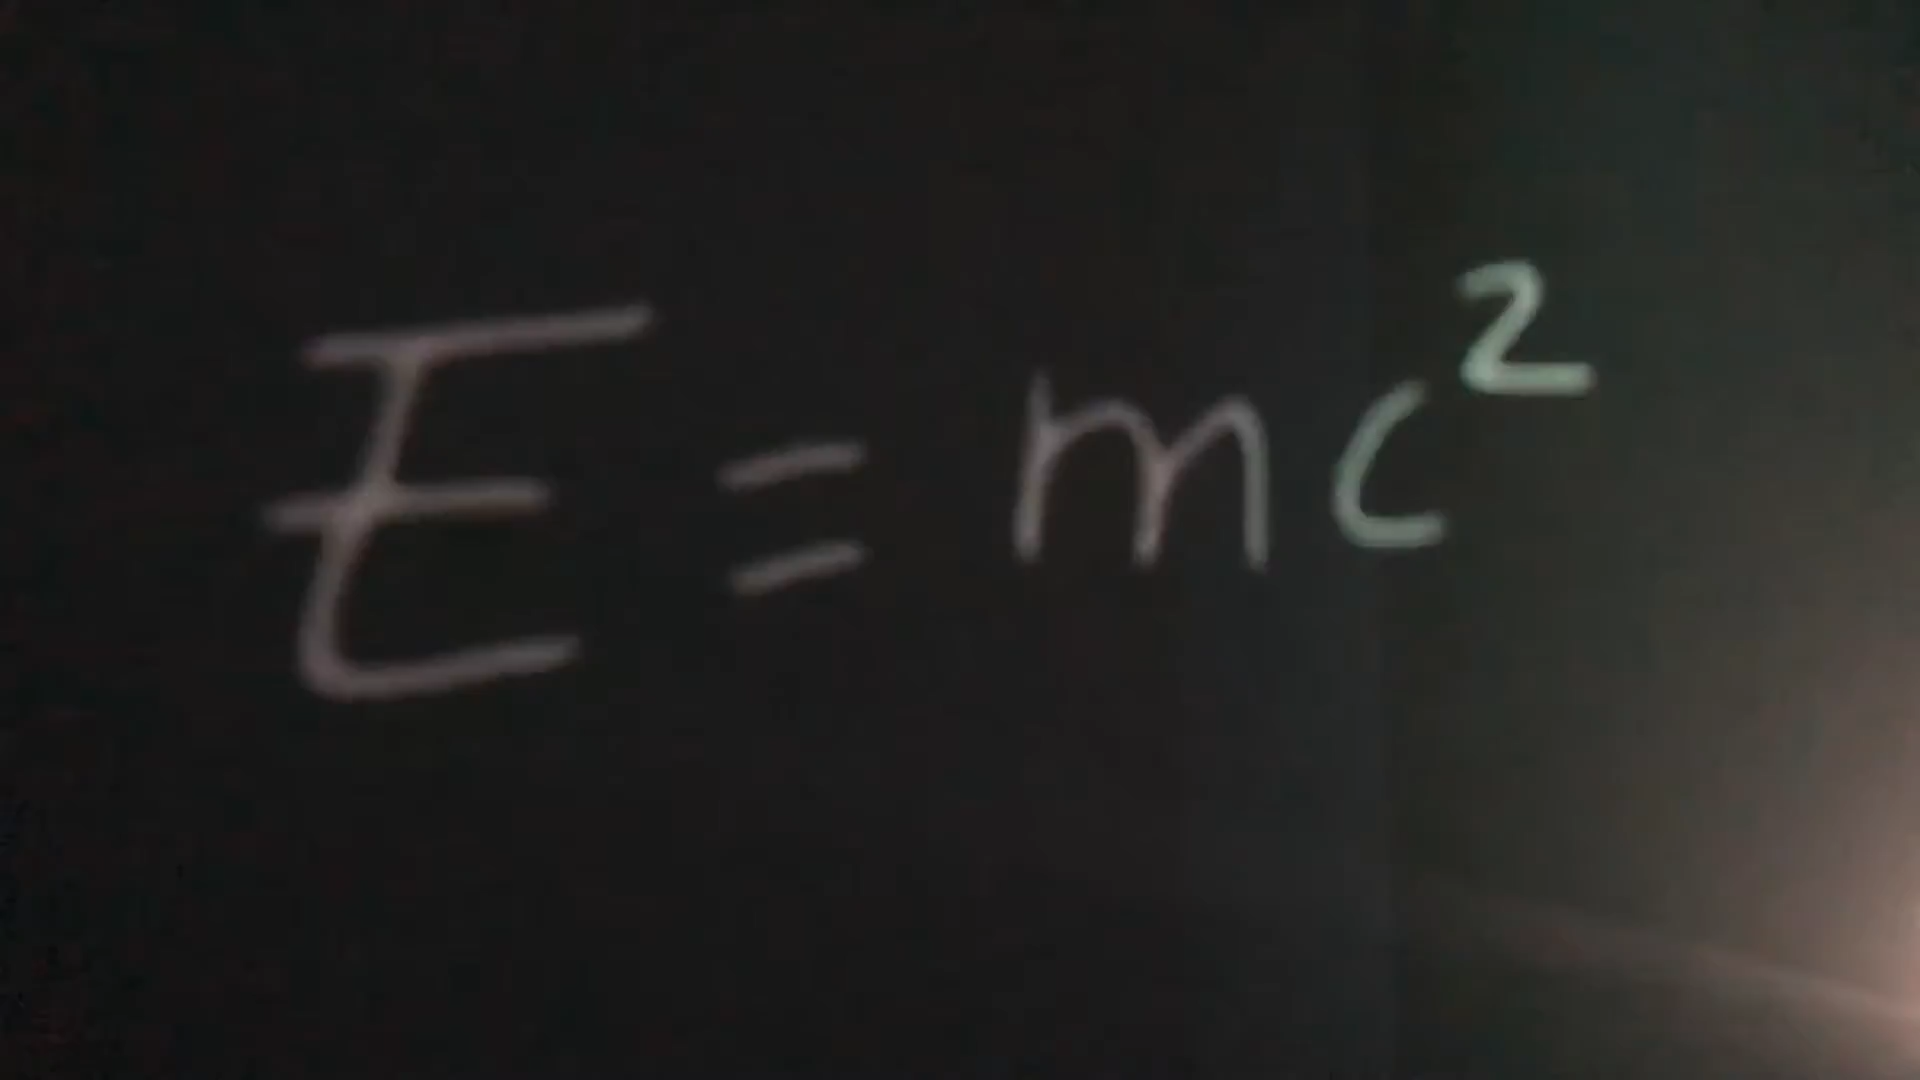 E = mc²